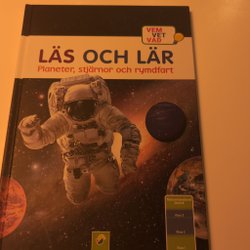 VEM
VET
VAD
LÄS OCH LÄR
Planeter, stjärnor och rymdfart